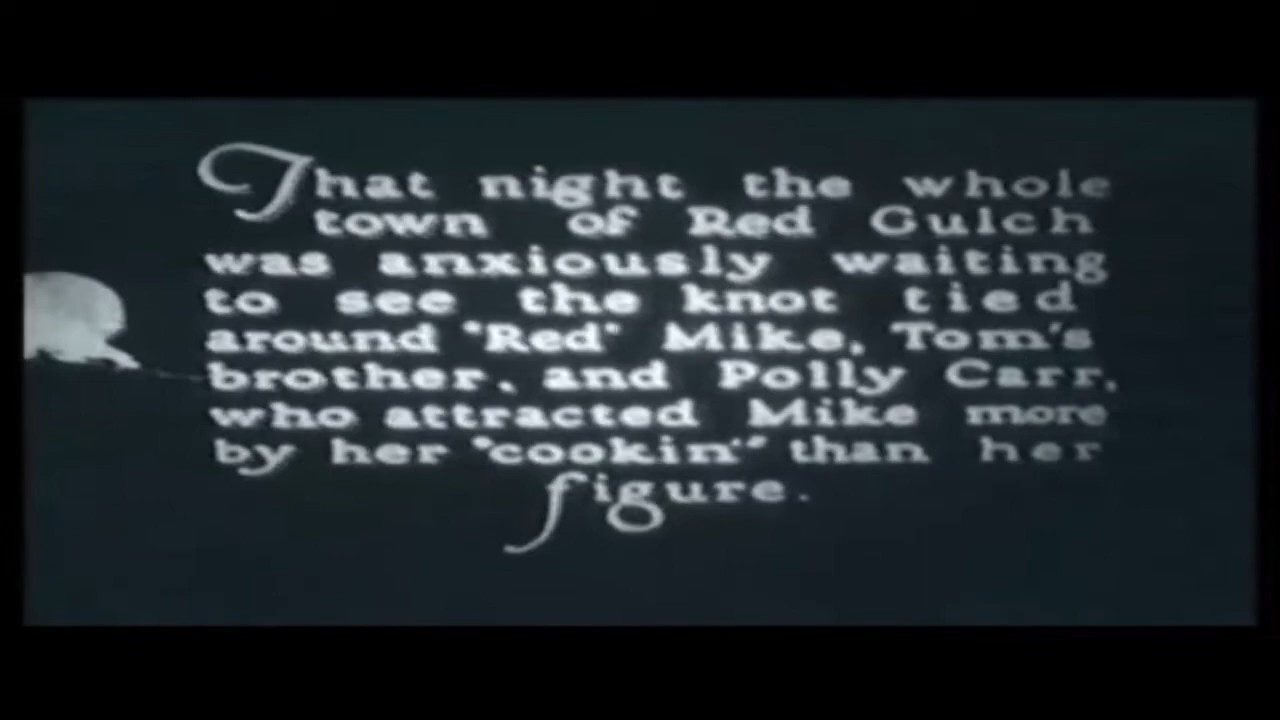 That night the whole
town of Red Gulch
was anxiously waiting
to see the knot tied
around "Red" Mike, Tom's
brother, and Polly Carr,
who attracted Mike more
by her "cookin'" than her
figure.